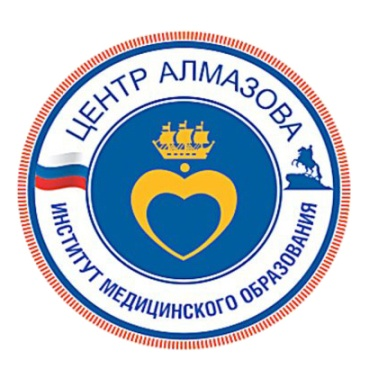 ЦЕНТР АЛМАЗОВА
ИНСТИТУТ МЕДИЦИНСКОГО ОБРАЗОВАНИЯ